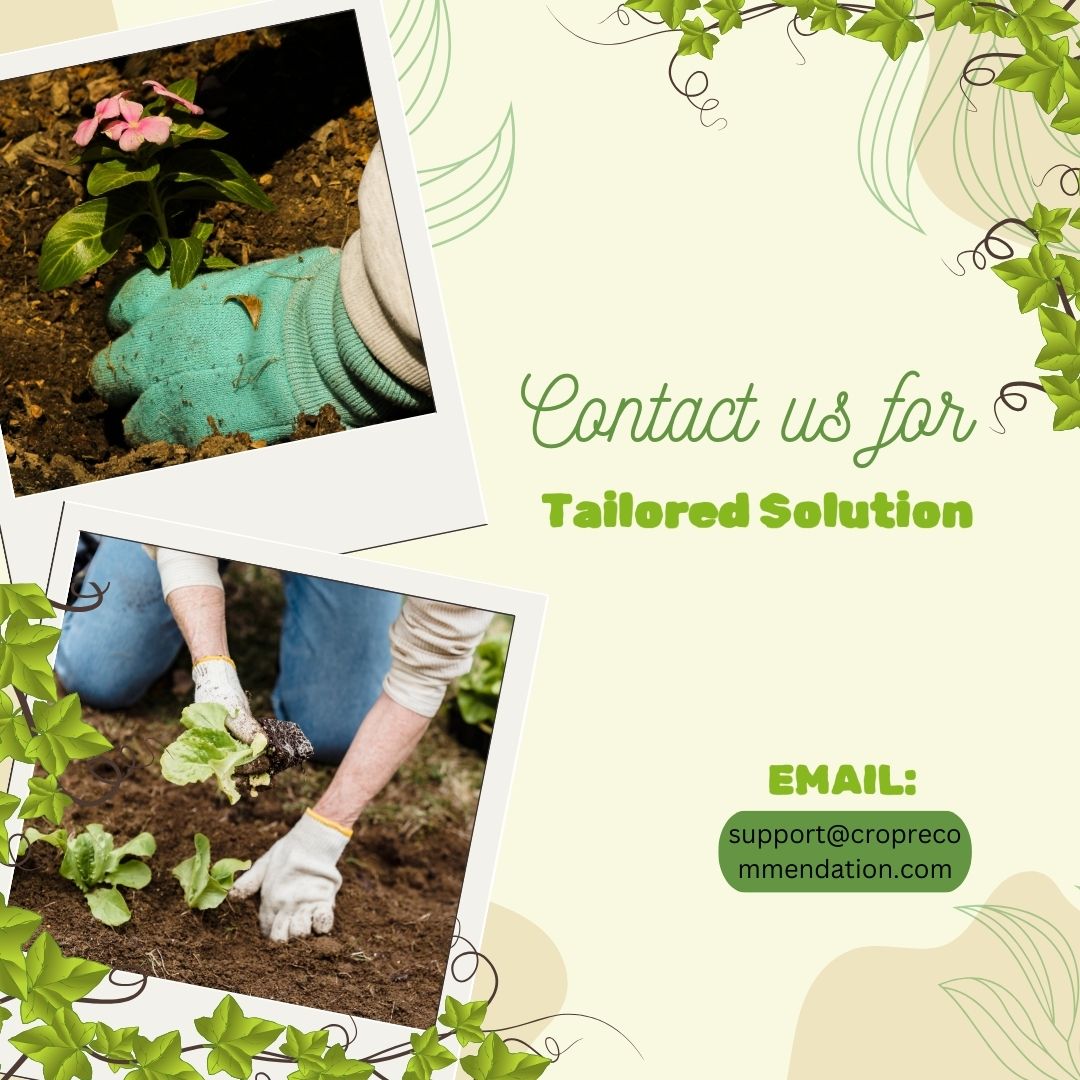 Contact us for
Tailored Solution
EMAIL:
support@cropreco
mmendation.com